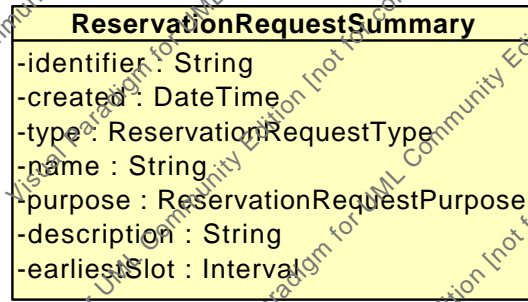 ReservationRequestSummary
-identifier : String
-created : DateTime
-type : ReservationRequestType
-name : String
-purpose : ReservationRequestPurpose
-description : String
-earliestSlot : Interval